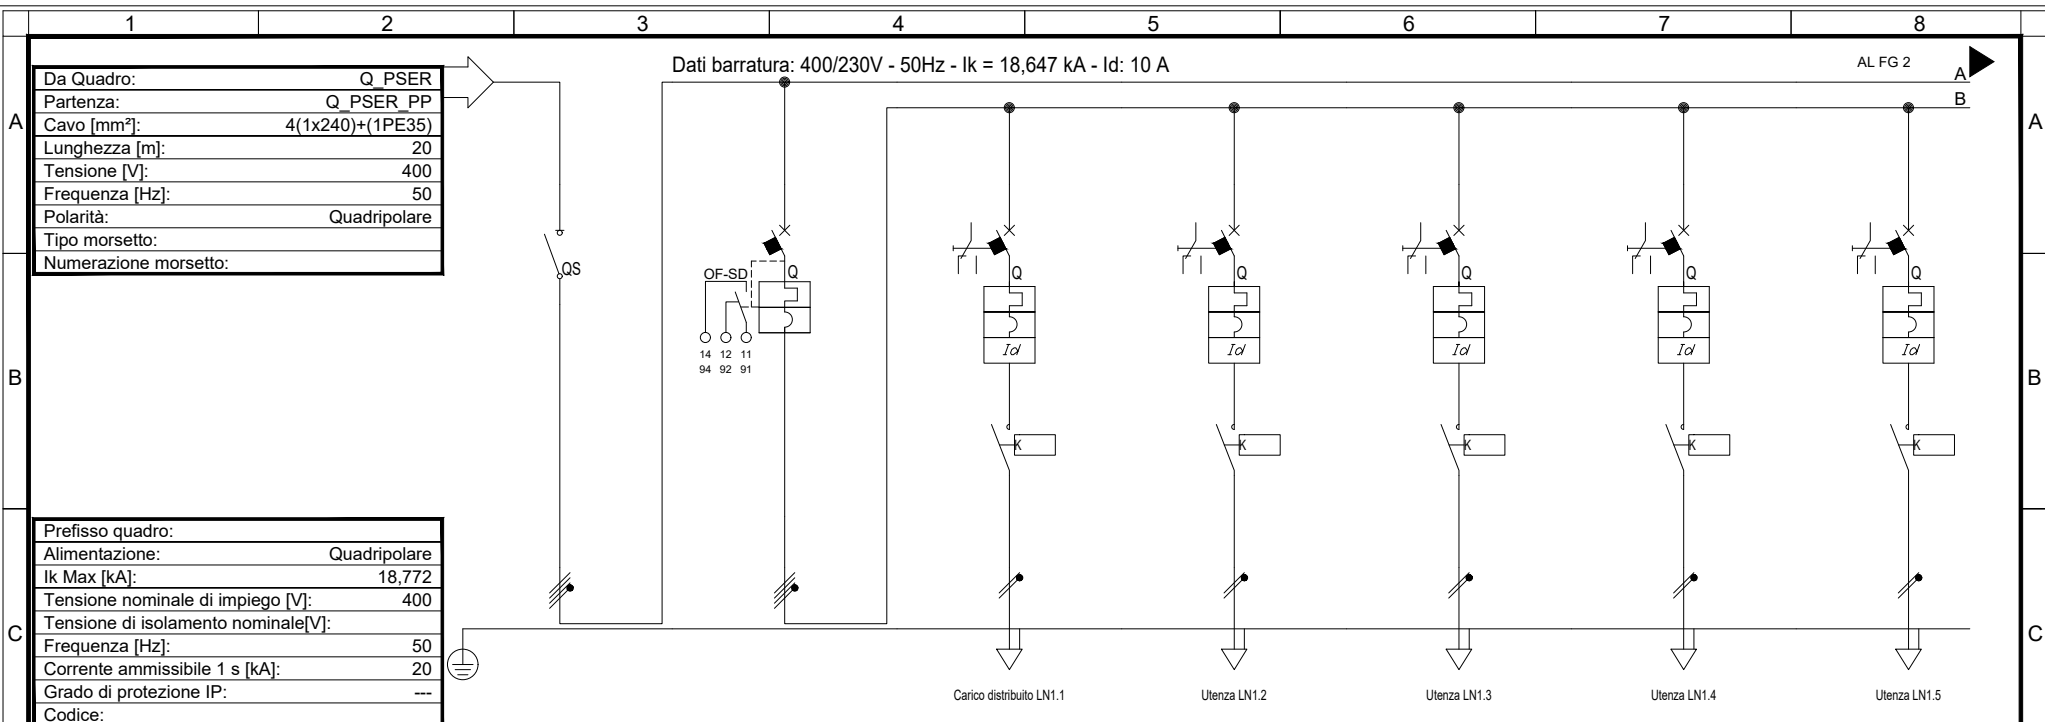 1 2 3 4 5 6 7 8
Dati barratura: 400/230V - 50Hz - Ik = 18,647 kA - Id: 10 A
AL FG 2
A
B
A
A
Da Quadro: Q_PSER
Partenza: Q_PSER_PP
Cavo [mm²]: 4(1x240)+(1PE35)
Lunghezza [m]: 20
Tensione [V]: 400
Frequenza [Hz]: 50
Polarità: Quadripolare
Tipo morsetto:
Numerazione morsetto:
QS
OF-SD
Q
Q
Q
Q
Q
Q
14 12 11
94 92 91
Id
Id
Id
Id
Id
B
B
K
K
K
K
K
Prefisso quadro:
Alimentazione: Quadripolare
Ik Max [kA]: 18,772
Tensione nominale di impiego [V]: 400
Tensione di isolamento nominale[V]:
Frequenza [Hz]: 50
Corrente ammissibile 1 s [kA]: 20
Grado di protezione IP: ---
Codice:
C
C
Carico distribuito LN1.1
Utenza LN1.2
Utenza LN1.3
Utenza LN1.4
Utenza LN1.5